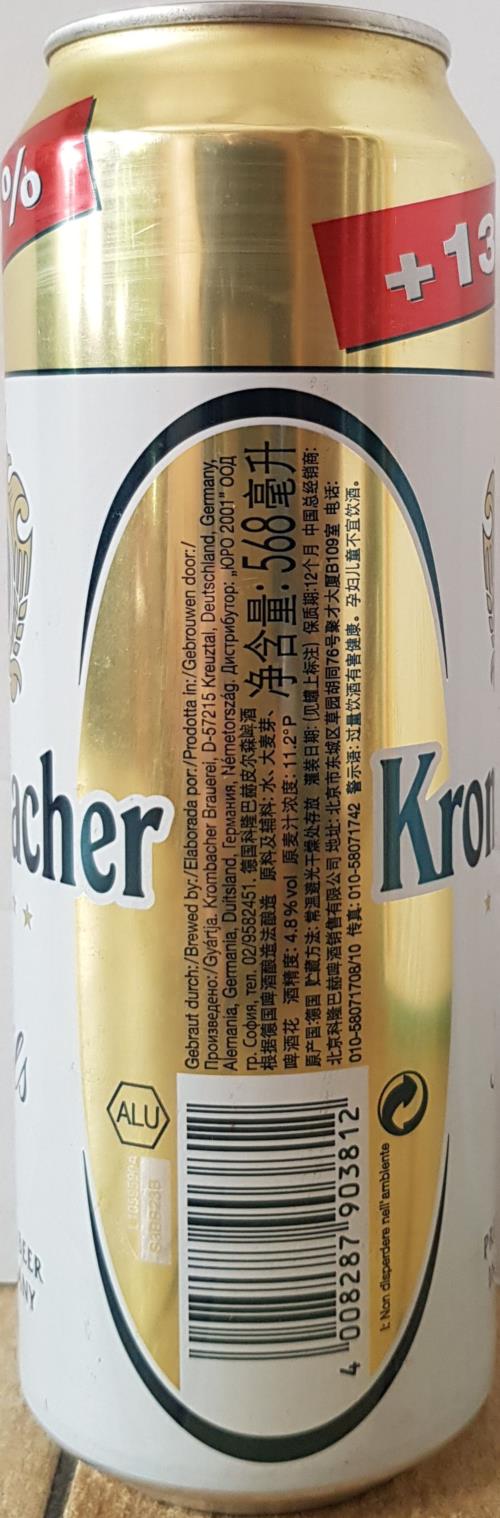 %
+13
acher
Krom
Gebraut durch:/Brewed by:/Elaborada por:/Prodotta in:/Gebrouwen door:/
Произведено:/Gyártja. Krombacher Brauerei, D-57215 Kreuztal, Deutschland, Germany,
Alemania, Germania, Duitsland, Германия, Németország. Дистрибутор: „ЮРО 2001" ООД
гр. София, тел. 02/9582451. 德国科隆巴赫皮尔森啤酒
根据德国啤酒酿造法酿造 原料及辅料: 水、大麦芽、
啤酒花 酒精度: 4.8%vol 原麦汁浓度: 11.2°P
净含量: 568毫升
原产国:德国 贮藏方法: 常温避光干燥处存放 灌装日期: (见罐上标注) 保质期:12个月 中国总经销商:
北京科隆巴赫啤酒销售有限公司 地址: 北京市东城区草园胡同76号聚才大厦B109室 电话:
010-58071708/10 传真: 010-58071742 警示语: 过量饮酒有害健康。孕妇儿童不宜饮酒。
ALU
4 008287 903812
I: Non disperdere nell'ambiente
ls
BEER
NY